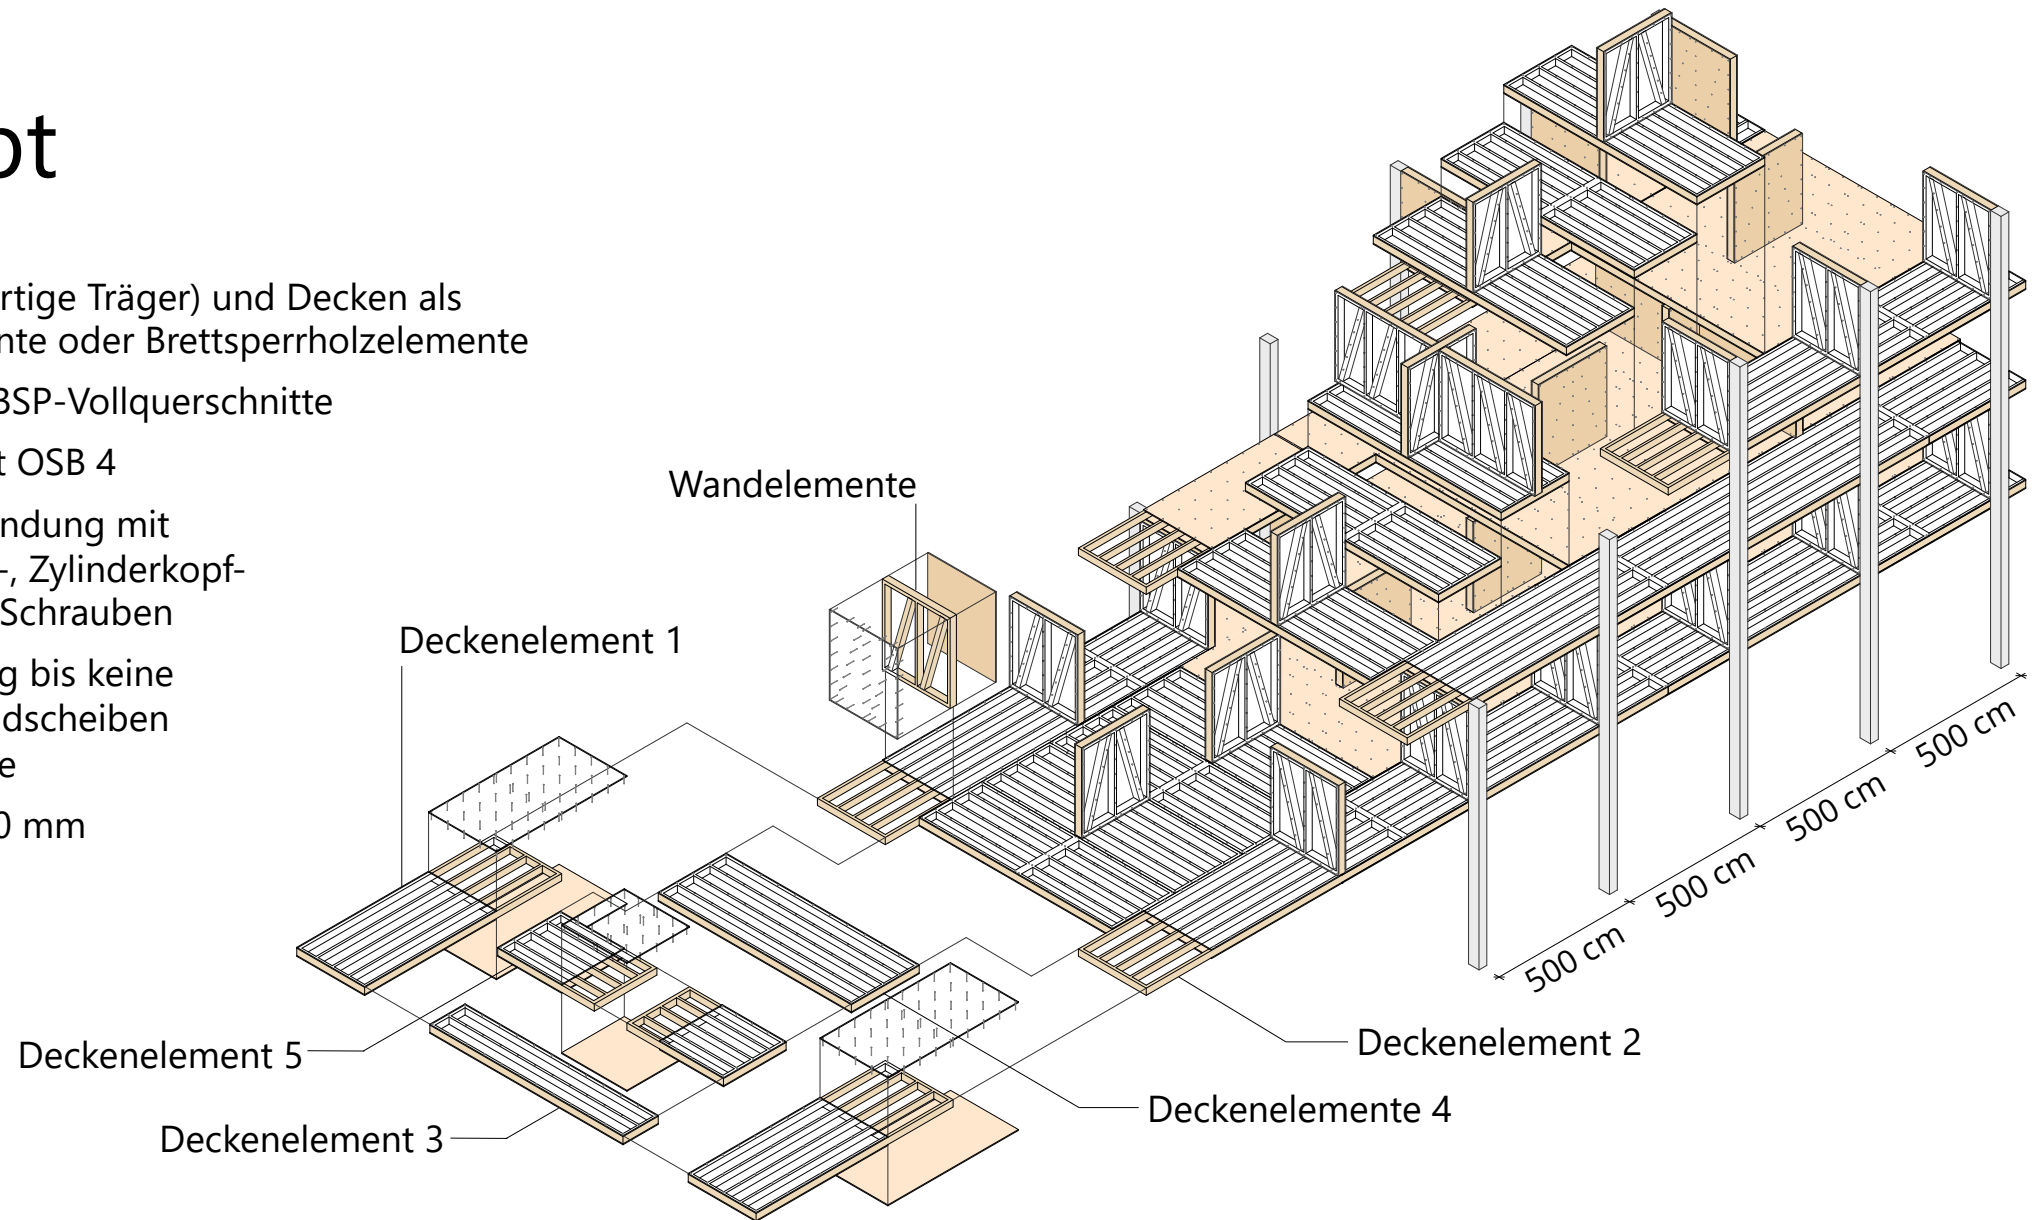 pt
rtige Träger) und Decken als
nte oder Brettsperrholzelemente
BSP-Vollquerschnitte
t OSB 4
ndung mit
-, Zylinderkopf-
Schrauben
g bis keine
dscheiben
e
0 mm
Wandelemente
Deckenelement 1
Deckenelement 5
Deckenelement 3
Deckenelement 2
Deckenelemente 4
500 cm
500 cm
500 cm
500 cm